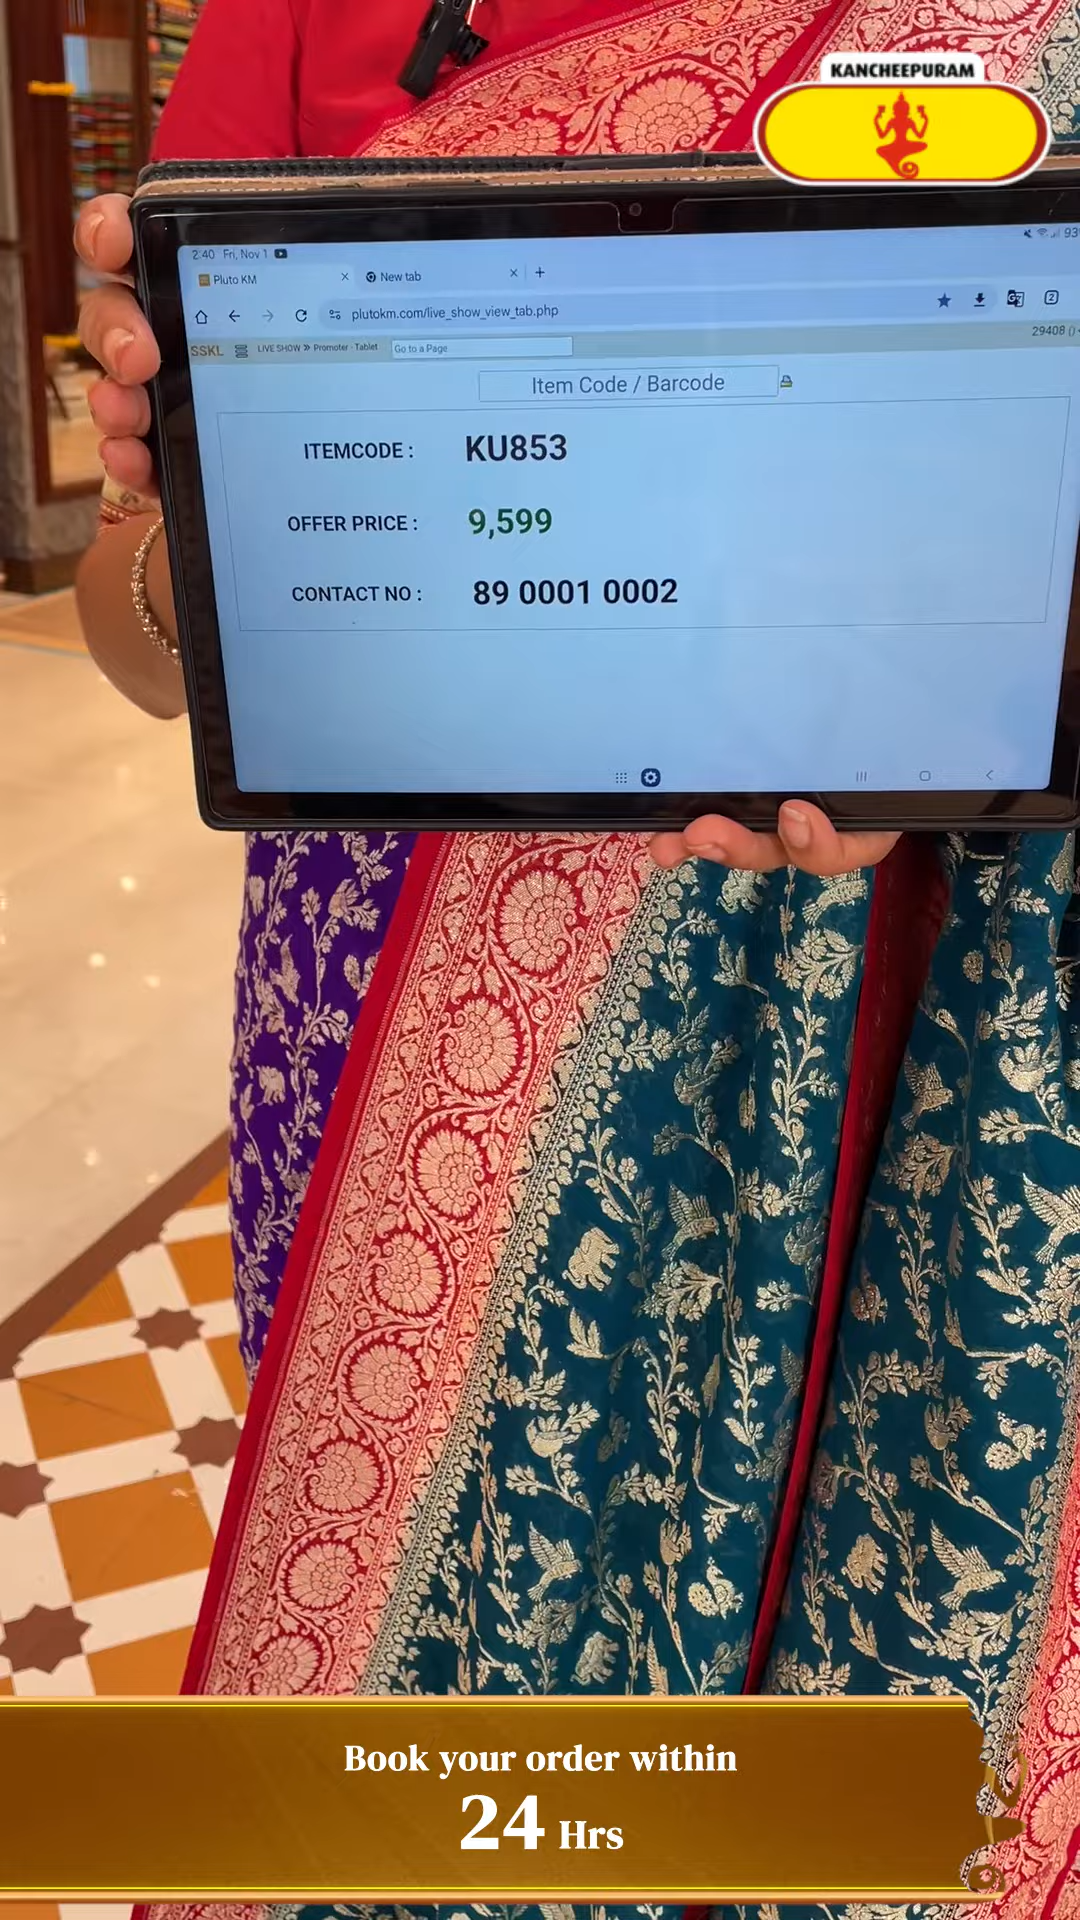 KANCHEEPURAM
2:40 Fri, Nov 1
93
Pluto KM
New tab
plutokm.com/live_show_view_tab.php
2
29408 ()
SSKL
LIVE SHOW » Promoter - Tablet
Go to a Page
Item Code / Barcode
ITEMCODE : KU853
OFFER PRICE : 9,599
CONTACT NO : 89 0001 0002
Book your order within
24 Hrs